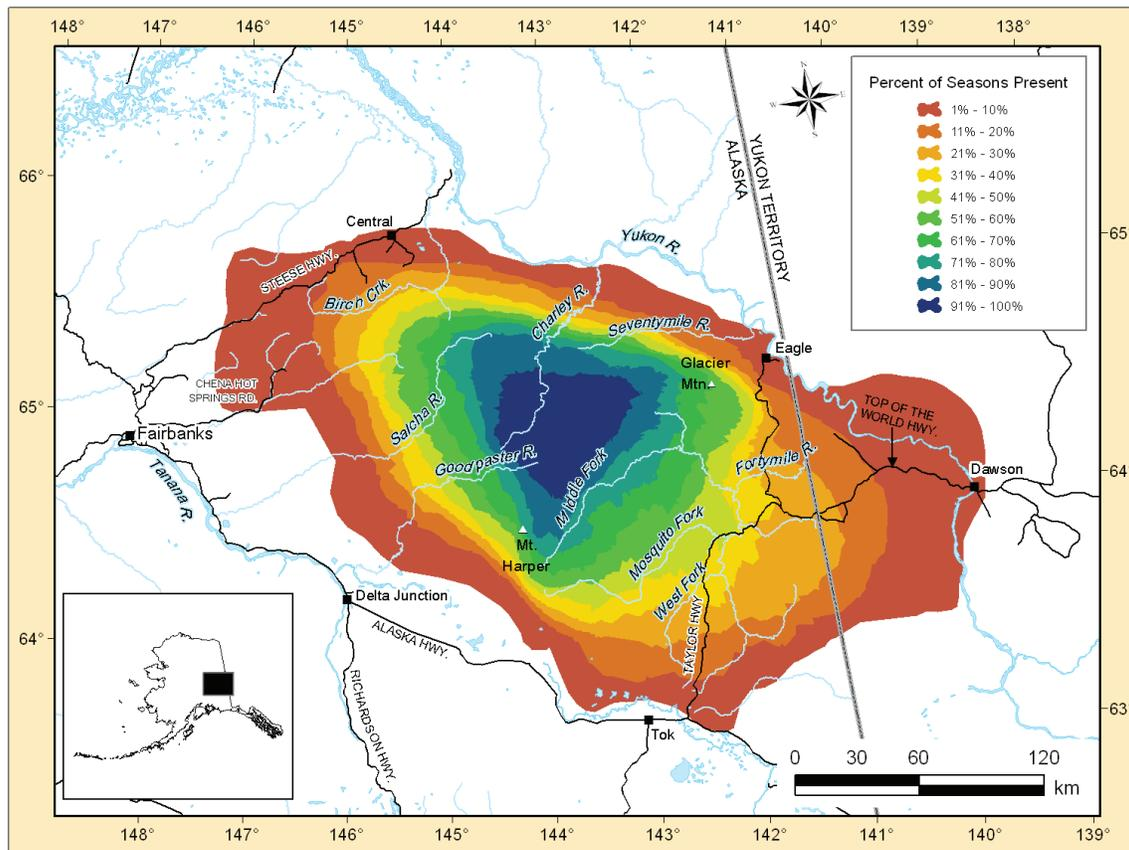 148° 146° 145° 144° 143° 142° 141° 140° 139° 138°
66°
65°
64°
65°
64°
63°
Percent of Seasons Present
1% - 10%
11% - 20%
21% - 30%
31% - 40%
41% - 50%
51% - 60%
61% - 70%
71% - 80%
81% - 90%
91% - 100%
N
W E
S
YUKON TERRITORY
ALASKA
Central
Yukon R.
STEESE HWY.
Birch Crk.
Charley R.
Seventymile R.
Eagle
Glacier
Mtn.
CHENA HOT
SPRINGS RD.
TOP OF THE
WORLD HWY.
Salcha R.
Fairbanks
Goodpaster R.
Fortymile R.
Dawson
Tanana R.
Middle Fork
Mt.
Harper
Mosquito Fork
West Fork
Delta Junction
ALASKA HWY.
TAYLOR HWY
RICHARDSON HWY.
Tok
0 30 60 120
km
148° 147° 146° 145° 144° 143° 142° 141° 140° 139°